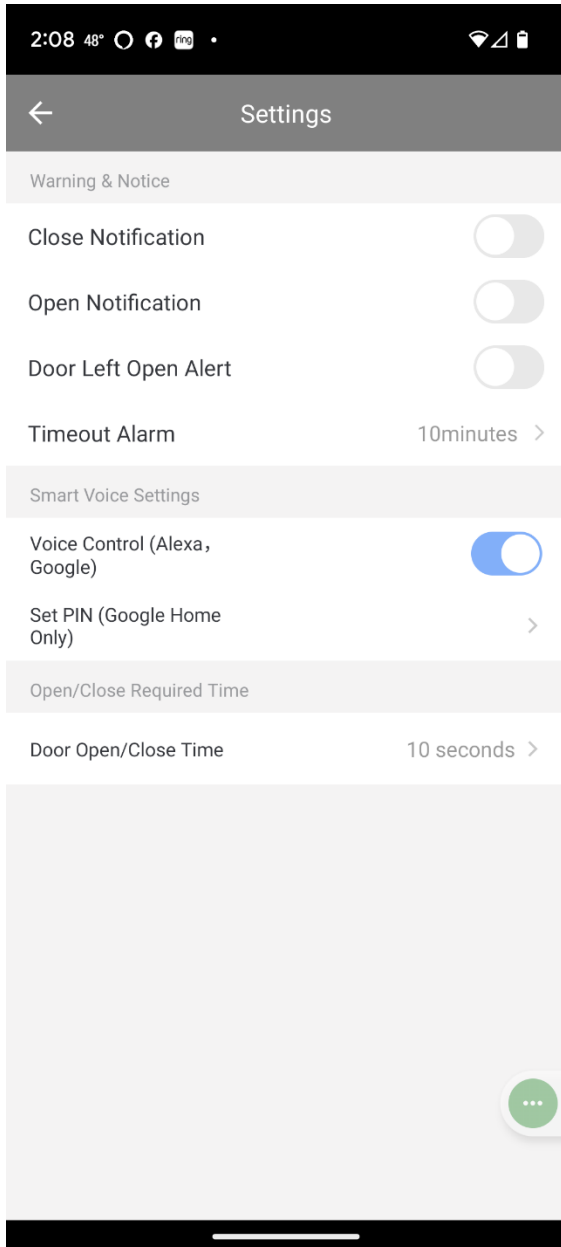 2:08 48° ring
Settings
Warning & Notice
Close Notification
Open Notification
Door Left Open Alert
Timeout Alarm 10minutes
Smart Voice Settings
Voice Control (Alexa，
Google)
Set PIN (Google Home
Only)
Open/Close Required Time
Door Open/Close Time 10 seconds